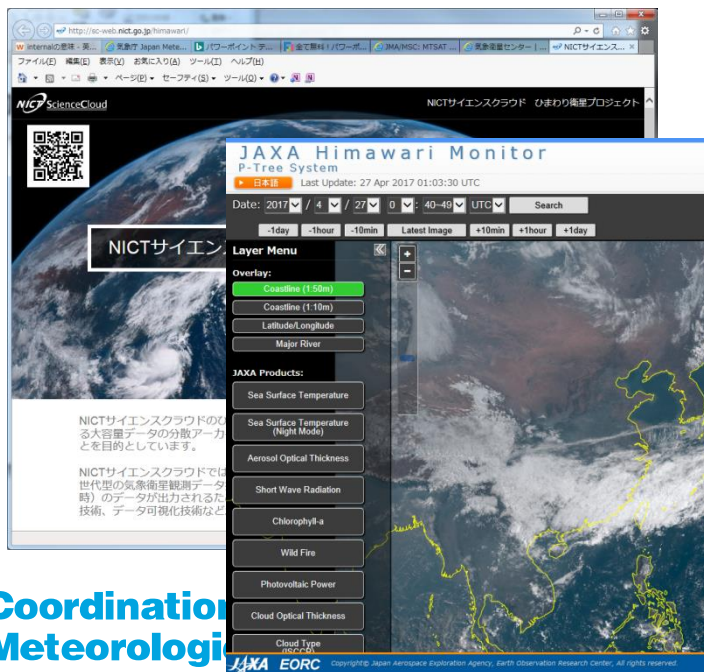 http://sc-web.nict.go.jp/himawari/
internalの意味 - 英...
気象庁 Japan Mete...
パワーポイント デ...
全て無料！パワーポ...
JMA/MSC: MTSAT ...
気象衛星センター | ...
NICTサイエンス...
ファイル(F) 編集(E) 表示(V) お気に入り(A) ツール(T) ヘルプ(H)
ページ(P) セーフティ(S) ツール(O)
NICT ScienceCloud
NICTサイエンスクラウド ひまわり衛星プロジェクト
NICTサイエン
NICTサイエンスクラウドのひ
る大容量データの分散アーカ
とを目的としています。
NICTサイエンスクラウドでは
世代型の気象衛星観測データ
時）のデータが出力されるた
技術、データ可視化技術など
JAXA Himawari Monitor
P-Tree System
日本語 Last Update: 27 Apr 2017 01:03:30 UTC
Date: 2017 / 4 / 27 0 : 40-49 UTC Search
-1day -1hour -10min Latest Image +10min +1hour +1day
Layer Menu
Overlay:
Coastline (1:50m)
Coastline (1:10m)
Latitude/Longitude
Major River
JAXA Products:
Sea Surface Temperature
Sea Surface Temperature
(Night Mode)
Aerosol Optical Thickness
Short Wave Radiation
Chlorophyll-a
Wild Fire
Photovoltaic Power
Cloud Optical Thickness
Cloud Type
(ISCCP)
JAXA EORC Copyright© Japan Aerospace Exploration Agency, Earth Observation Research Center, All rights reserved.
Coordination
Meteorologi